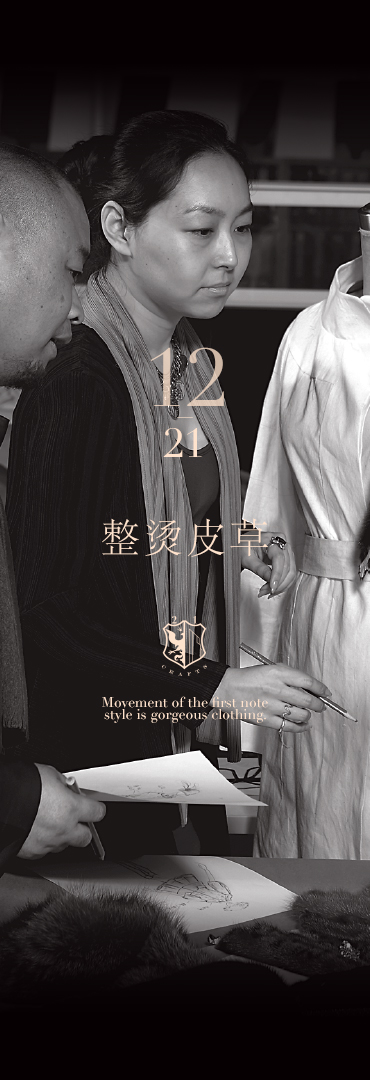 12
21
整烫皮草
CRAFTS
Movement of the first note
style is gorgeous clothing.